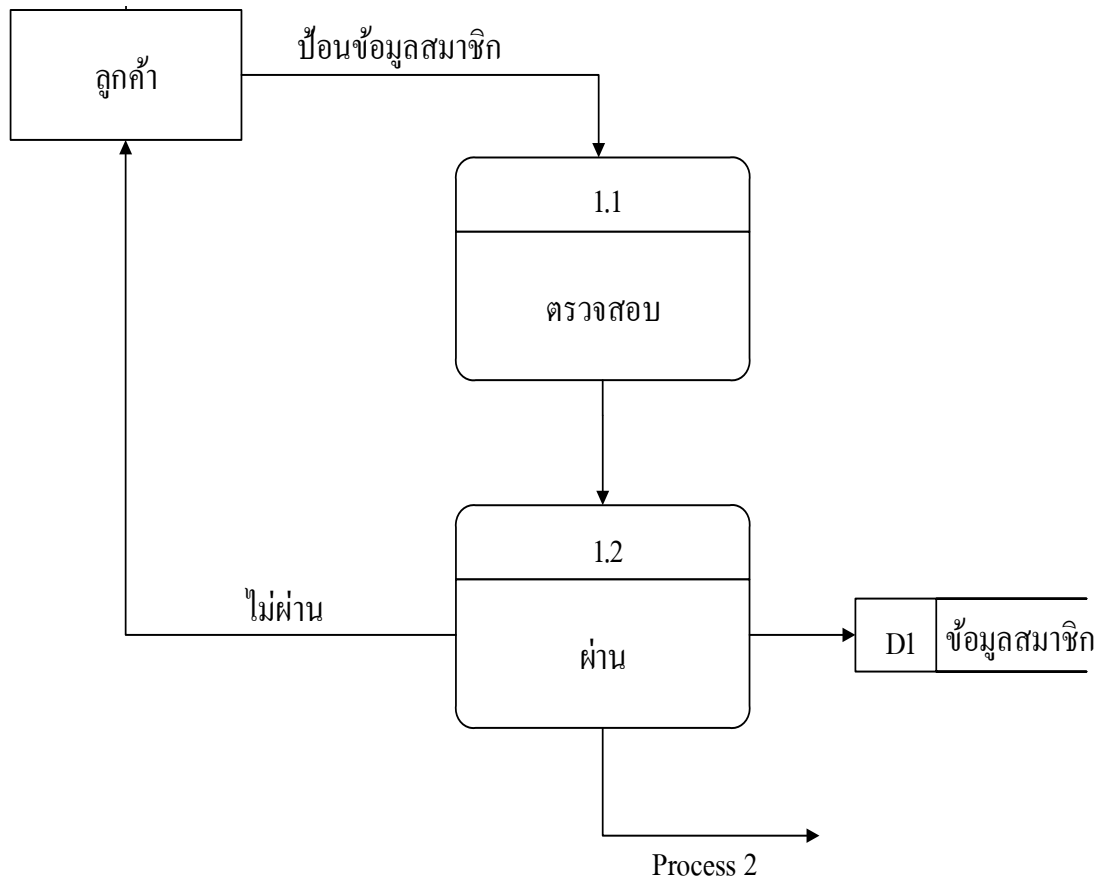 ป้อนข้อมูลสมาชิก
ลูกค้า
1.1
ตรวจสอบ
1.2
ไม่ผ่าน
ผ่าน
D1
ข้อมูลสมาชิก
Process 2